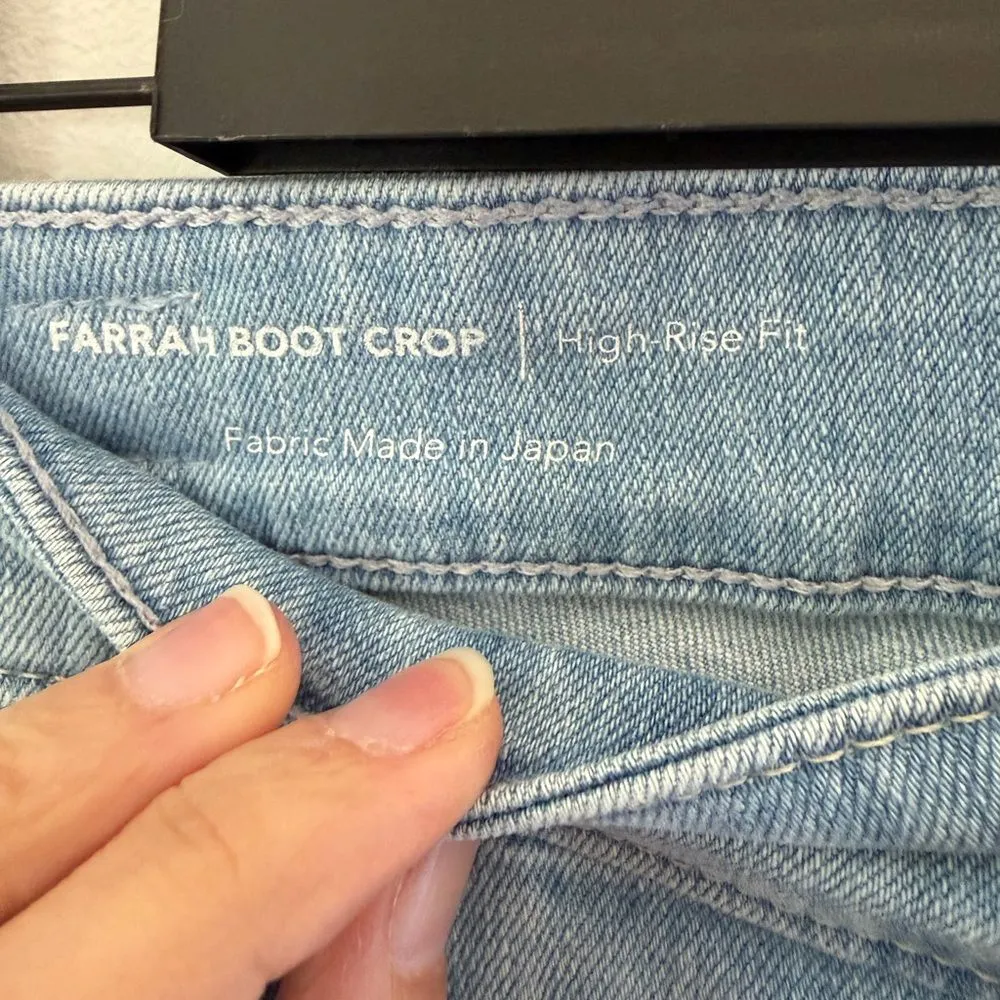 FARRAH BOOT CROP | High-Rise Fit
Fabric Made in Japan